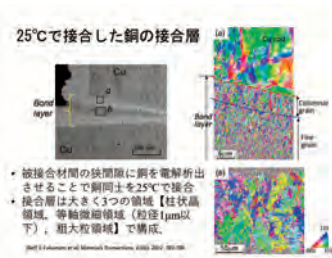 25℃で接合した銅の接合層
Cu
a
b
Bond
layer
Cu
(a)
Cu rod
Bond
layer
Columnar
grain
Fine
grain
(b)
・ 被接合材間の狭間隙に銅を電解析出
させることで銅同士を25℃で接合
・ 接合層は大きく3つの領域【柱状晶
領域、等軸微細領域（粒径1μm以
下）、粗大粒領域】で構成.